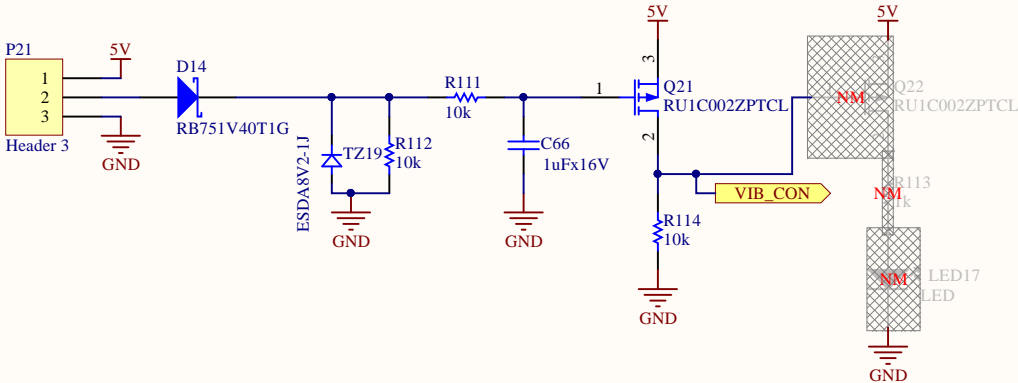 P21
5V
1
2
3
Header 3
GND
D14
RB751V40T1G
ESDA8V2-1J
TZ19
R112
10k
GND
R111
10k
C66
1uFx16V
GND
5V
3
1
2
Q21
RU1C002ZPTCL
VIB_CON
R114
10k
GND
5V
Q22
RU1C002ZPTCL
NM
R113
1k
NM
LED17
LED
NM
GND